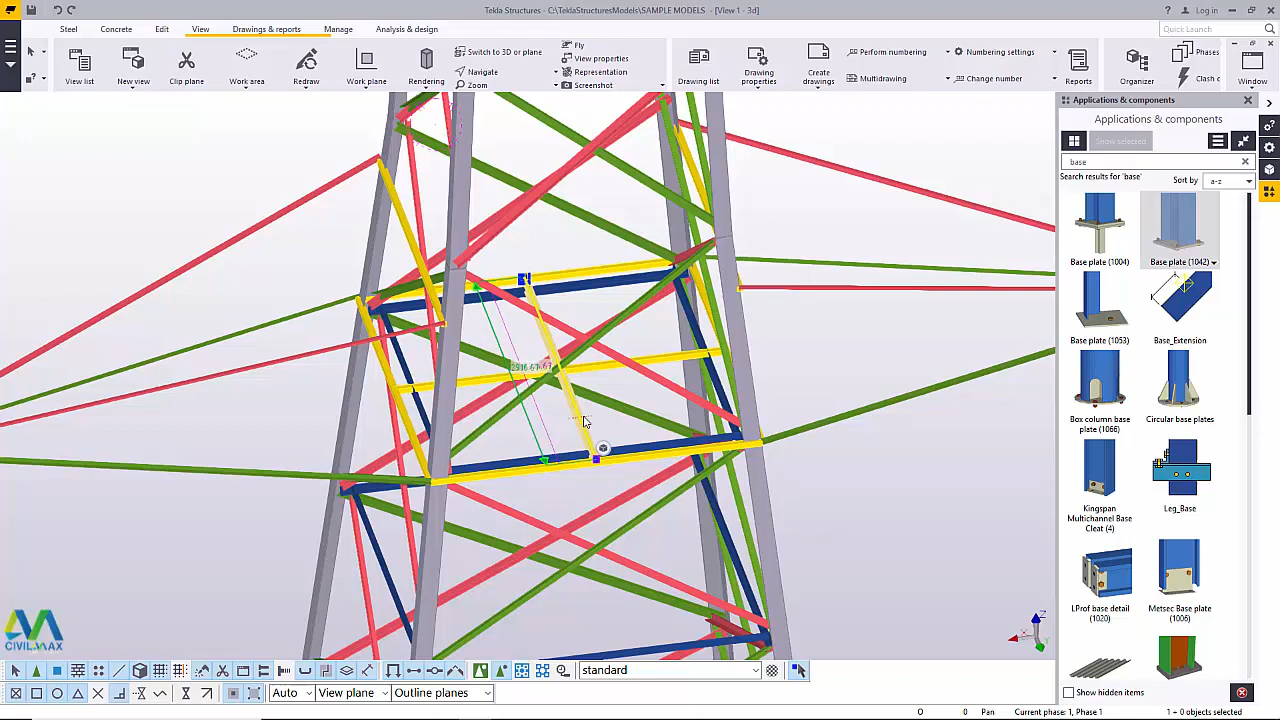 Tekla Structures - C:\TeklaStructuresModels\SAMPLE MODELS - [View 1 - 3d]
Log in
Steel
Concrete
Edit
View
Drawings & reports
Manage
Analysis & design
Quick Launch
View list
New view
Clip plane
Work area
Redraw
Work plane
Rendering
Switch to 3D or plane
Navigate
Zoom
Fly
View properties
Representation
Screenshot
Drawing list
Drawing properties
Create drawings
Perform numbering
Multidrawing
Numbering settings
Change number
Reports
Organizer
Phases
Clash c
Window
Applications & components
Applications & components
Show selected
base
Search results for 'base'
Sort by
a-z
Base plate (1004)
Base plate (1042)
Base plate (1053)
Base_Extension
Box column base plate (1066)
Circular base plates
Kingspan Multichannel Base Cleat (4)
Leg_Base
LProf base detail (1020)
Metsec Base plate (1006)
Show hidden items
Z
X
Y
CIVILMAX
standard
Auto
View plane
Outline planes
O
0
Pan
Current phase: 1, Phase 1
1 + 0 objects selected